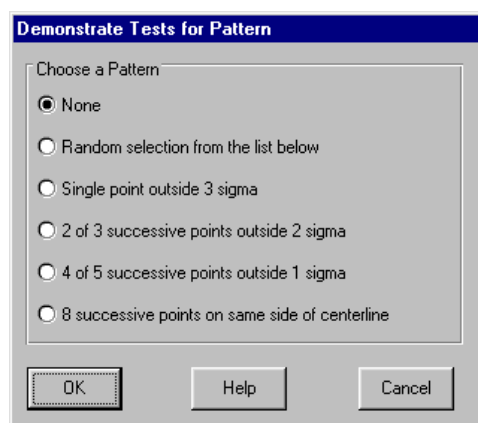 Demonstrate Tests for Pattern
Choose a Pattern
None
Random selection from the list below
Single point outside 3 sigma
2 of 3 successive points outside 2 sigma
4 of 5 successive points outside 1 sigma
8 successive points on same side of centerline
OK
Help
Cancel